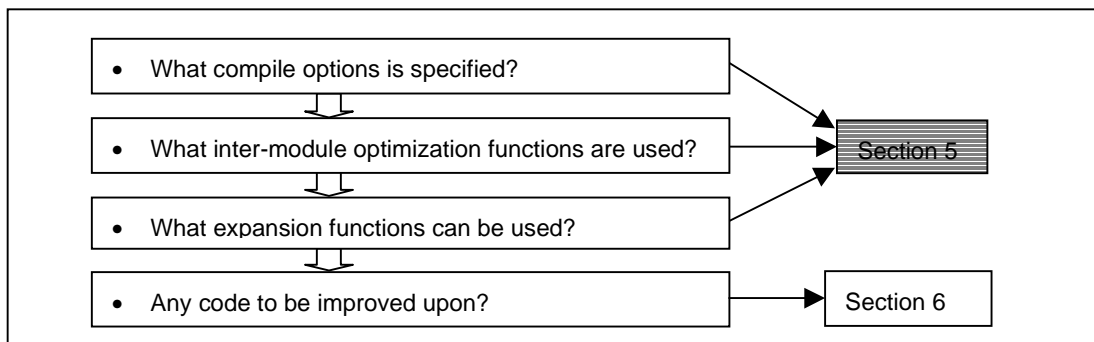 • What compile options is specified?
• What inter-module optimization functions are used?
Section 5
• What expansion functions can be used?
• Any code to be improved upon?
Section 6